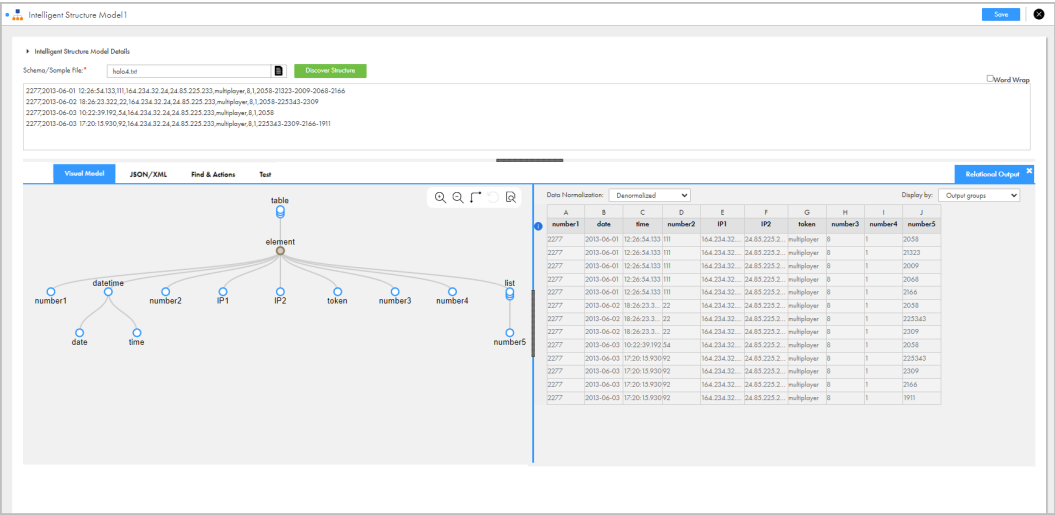 Intelligent Structure Model1
Save
Intelligent Structure Model Details
Schema/Sample File:*
halo4.txt
Discover Structure
Word Wrap
2277,2013-06-01 12:26:54.133,111,164.234.32.24,24.85.225.233,multiplayer,8,1,2058-21323-2009-2068-2166
2277,2013-06-02 18:26:23.322,22,164.234.32.24,24.85.225.233,multiplayer,8,1,2058-225343-2309
2277,2013-06-03 10:22:39.192,54,164.234.32.24,24.85.225.233,multiplayer,8,1,2058
2277,2013-06-03 17:20:15.930,92,164.234.32.24,24.85.225.233,multiplayer,8,1,225343-2309-2166-1911
Visual Model JSON/XML Find & Actions Test
Relational Output
table
element
datetime
list
number1 number2 IP1 IP2 token number3 number4
date time number5
Data Normalization: Denormalized Display by: Output groups
A B C D E F G H I J
number1 date time number2 IP1 IP2 token number3 number4 number5
2277 2013-06-01 12:26:54.133 111 164.234.32.... 24.85.225.2... multiplayer 8 1 2058
2277 2013-06-01 12:26:54.133 111 164.234.32.... 24.85.225.2... multiplayer 8 1 21323
2277 2013-06-01 12:26:54.133 111 164.234.32.... 24.85.225.2... multiplayer 8 1 2009
2277 2013-06-01 12:26:54.133 111 164.234.32.... 24.85.225.2... multiplayer 8 1 2068
2277 2013-06-01 12:26:54.133 111 164.234.32.... 24.85.225.2... multiplayer 8 1 2166
2277 2013-06-02 18:26:23.3... 22 164.234.32.... 24.85.225.2... multiplayer 8 1 2058
2277 2013-06-02 18:26:23.3... 22 164.234.32.... 24.85.225.2... multiplayer 8 1 225343
2277 2013-06-02 18:26:23.3... 22 164.234.32.... 24.85.225.2... multiplayer 8 1 2309
2277 2013-06-03 10:22:39.192 54 164.234.32.... 24.85.225.2... multiplayer 8 1 2058
2277 2013-06-03 17:20:15.930 92 164.234.32.... 24.85.225.2... multiplayer 8 1 225343
2277 2013-06-03 17:20:15.930 92 164.234.32.... 24.85.225.2... multiplayer 8 1 2309
2277 2013-06-03 17:20:15.930 92 164.234.32.... 24.85.225.2... multiplayer 8 1 2166
2277 2013-06-03 17:20:15.930 92 164.234.32.... 24.85.225.2... multiplayer 8 1 1911